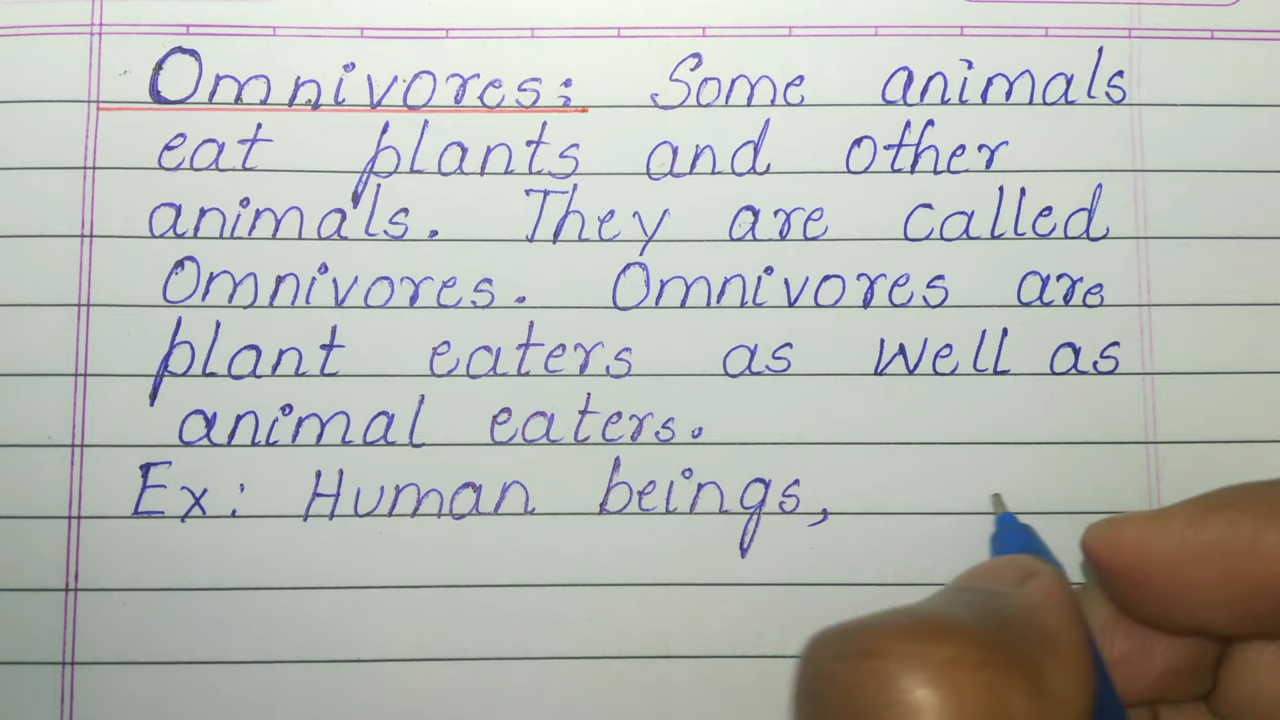 Omnivores: Some animals
eat plants and other
animals. They are called
Omnivores. Omnivores are
plant eaters as well as
animal eaters.
Ex: Human beings,